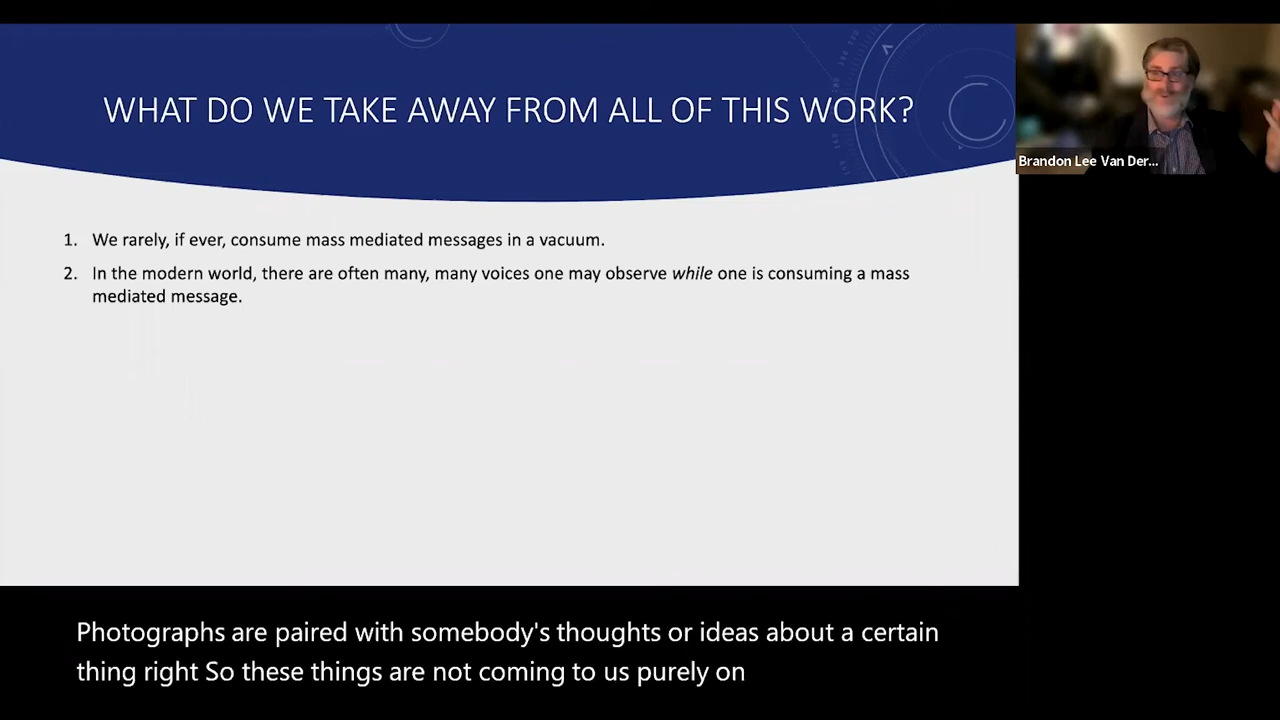 WHAT DO WE TAKE AWAY FROM ALL OF THIS WORK?
Brandon Lee Van Der...
1. We rarely, if ever, consume mass mediated messages in a vacuum.
2. In the modern world, there are often many, many voices one may observe while one is consuming a mass
mediated message.
Photographs are paired with somebody's thoughts or ideas about a certain
thing right So these things are not coming to us purely on